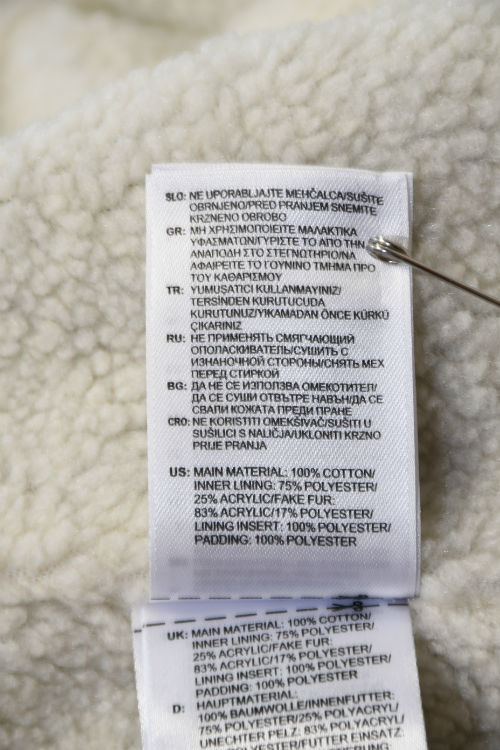 SLO: NE UPORABLJAJTE MEHČALCA/SUŠITE
OBRNJENO/PRED PRANJEM SNEMITE
KRZNENO OBROBO
GR: ΜΗ ΧΡΗΣΙΜΟΠΟΙΕΙΤΕ ΜΑΛΑΚΤΙΚΑ
ΥΦΑΣΜΑΤΩΝ/ΓΥΡΙΣΤΕ ΤΟ ΑΠΟ ΤΗΝ
ΑΝΑΠΟΔΗ ΣΤΟ ΣΤΕΓΝΩΤΗΡΙΟ/ΝΑ
ΑΦΑΙΡΕΙΤΕ ΤΟ ΓΟΥΝΙΝΟ ΤΜΗΜΑ ΠΡΟ
ΤΟΥ ΚΑΘΑΡΙΣΜΟΥ
TR: YUMUŞATICI KULLANMAYINIZ/
TERSİNDEN KURUTUCUDA
KURUTUNUZ/YIKAMADAN ÖNCE KÜRKÜ
ÇIKARINIZ
RU: НЕ ПРИМЕНЯТЬ СМЯГЧАЮЩИЙ
ОПОЛАСКИВАТЕЛЬ/СУШИТЬ С
ИЗНАНОЧНОЙ СТОРОНЫ/СНЯТЬ МЕХ
ПЕРЕД СТИРКОЙ
BG: ДА НЕ СЕ ИЗПОЛЗВА ОМЕКОТИТЕЛ/
ДА СЕ СУШИ ОТВЪТРЕ НАВЪН/ДА СЕ
СВАЛИ КОЖАТА ПРЕДИ ПРАНЕ
CRO: NE KORISTITI OMEKŠIVAČ/SUŠITI U
SUŠILICI S NALIČJA/UKLONITI KRZNO
PRIJE PRANJA
US: MAIN MATERIAL: 100% COTTON/
INNER LINING: 75% POLYESTER/
25% ACRYLIC/FAKE FUR:
83% ACRYLIC/17% POLYESTER/
LINING INSERT: 100% POLYESTER/
PADDING: 100% POLYESTER
UK: MAIN MATERIAL: 100% COTTON/
INNER LINING: 75% POLYESTER/
25% ACRYLIC/FAKE FUR:
83% ACRYLIC/17% POLYESTER/
LINING INSERT: 100% POLYESTER/
PADDING: 100% POLYESTER
D: HAUPTMATERIAL:
100% BAUMWOLLE/INNENFUTTER:
75% POLYESTER/25% POLYACRYL/
UNECHTER PELZ: 83% POLYACRYL/
17% POLYESTER/FUTTER EINSATZ: